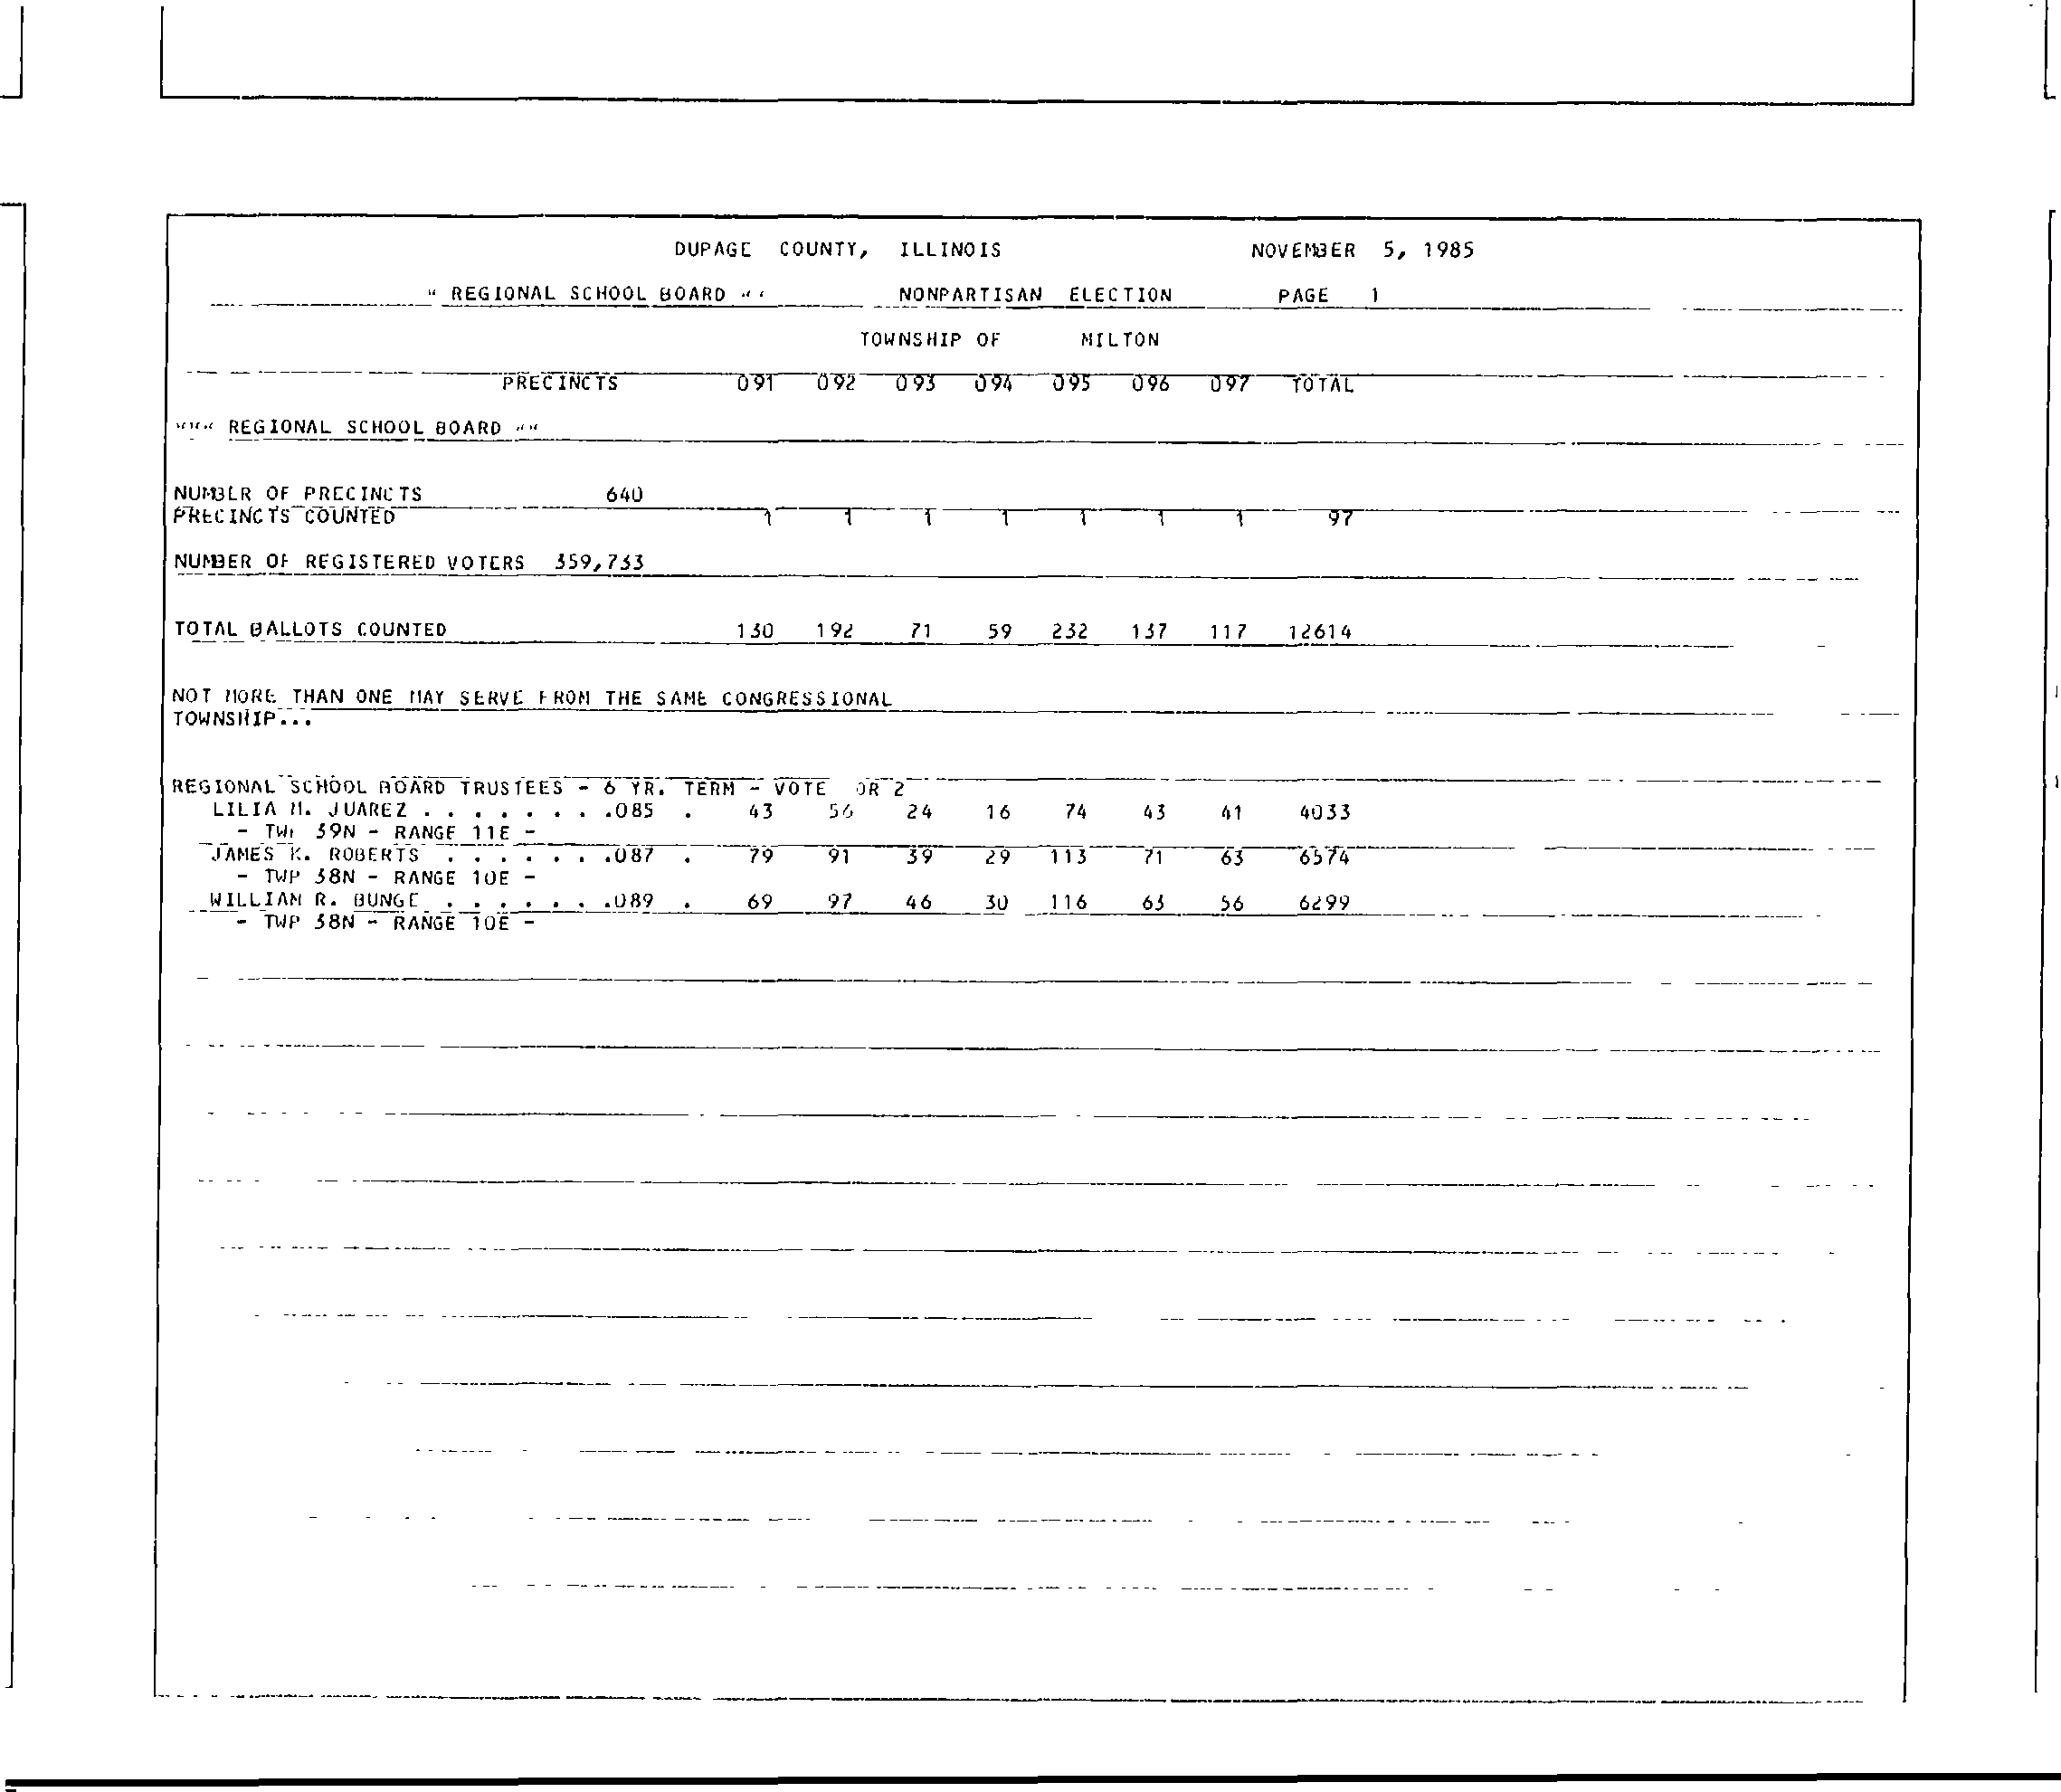 DUPAGE COUNTY, ILLINOIS NOVEMBER 5, 1985
" REGIONAL SCHOOL BOARD "" NONPARTISAN ELECTION PAGE 1
TOWNSHIP OF MILTON
PRECINCTS 091 092 093 094 095 096 097 TOTAL
"""" REGIONAL SCHOOL BOARD ""
NUMBER OF PRECINCTS 640
PRECINCTS COUNTED 1 1 1 1 1 1 1 97
NUMBER OF REGISTERED VOTERS 359,733
TOTAL BALLOTS COUNTED 130 192 71 59 232 137 117 12614
NOT MORE THAN ONE MAY SERVE FROM THE SAME CONGRESSIONAL
TOWNSHIP...
REGIONAL SCHOOL BOARD TRUSTEES - 6 YR. TERM - VOTE OR 2
LILIA M. JUAREZ . . . . . . . .085 . 43 56 24 16 74 43 41 4033
- TWP 39N - RANGE 11E -
JAMES K. ROBERTS . . . . . . .087 . 79 91 39 29 113 71 63 6574
- TWP 38N - RANGE 10E -
WILLIAM R. BUNGE . . . . . . .089 . 69 97 46 30 116 63 56 6299
- TWP 38N - RANGE 10E -